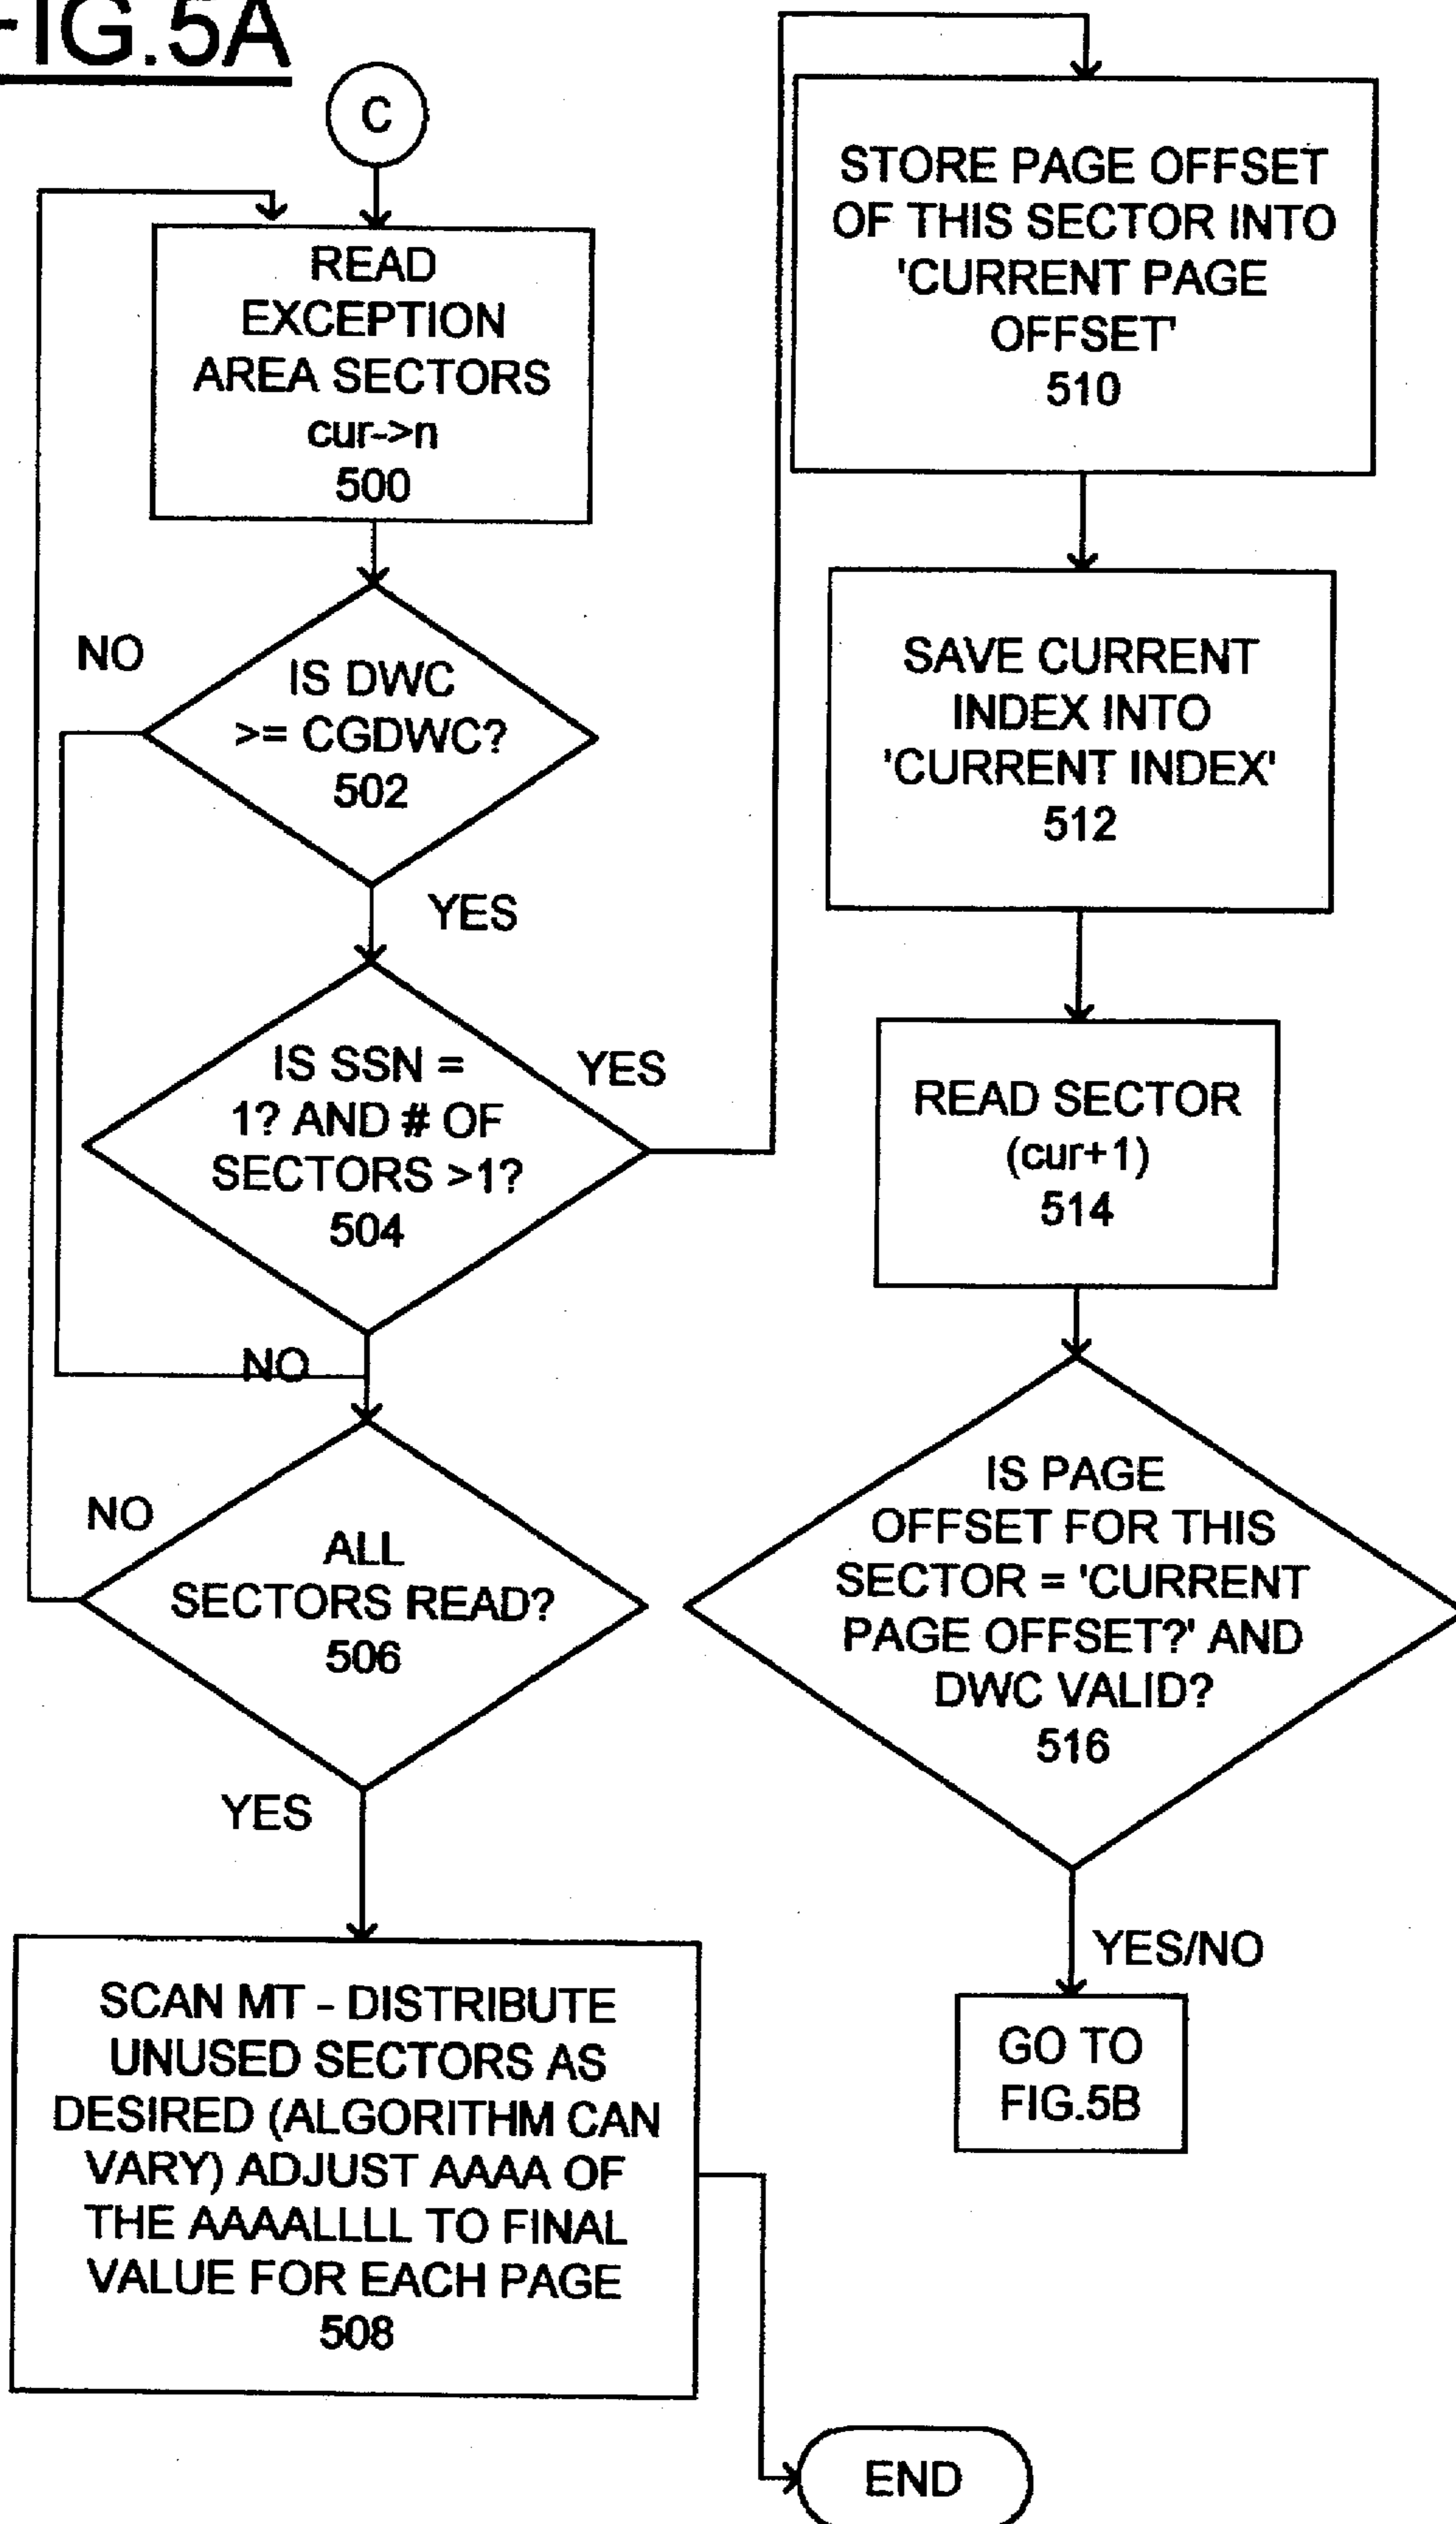 FIG.5A
C
READ
EXCEPTION
AREA SECTORS
cur->n
500
NO
IS DWC
>= CGDWC?
502
YES
IS SSN =
1? AND # OF
SECTORS >1?
504
YES
NO
NO
ALL
SECTORS READ?
506
YES
SCAN MT - DISTRIBUTE
UNUSED SECTORS AS
DESIRED (ALGORITHM CAN
VARY) ADJUST AAAA OF
THE AAAALLLL TO FINAL
VALUE FOR EACH PAGE
508
STORE PAGE OFFSET
OF THIS SECTOR INTO
'CURRENT PAGE
OFFSET'
510
SAVE CURRENT
INDEX INTO
'CURRENT INDEX'
512
READ SECTOR
(cur+1)
514
IS PAGE
OFFSET FOR THIS
SECTOR = 'CURRENT
PAGE OFFSET?' AND
DWC VALID?
516
YES/NO
GO TO
FIG.5B
END